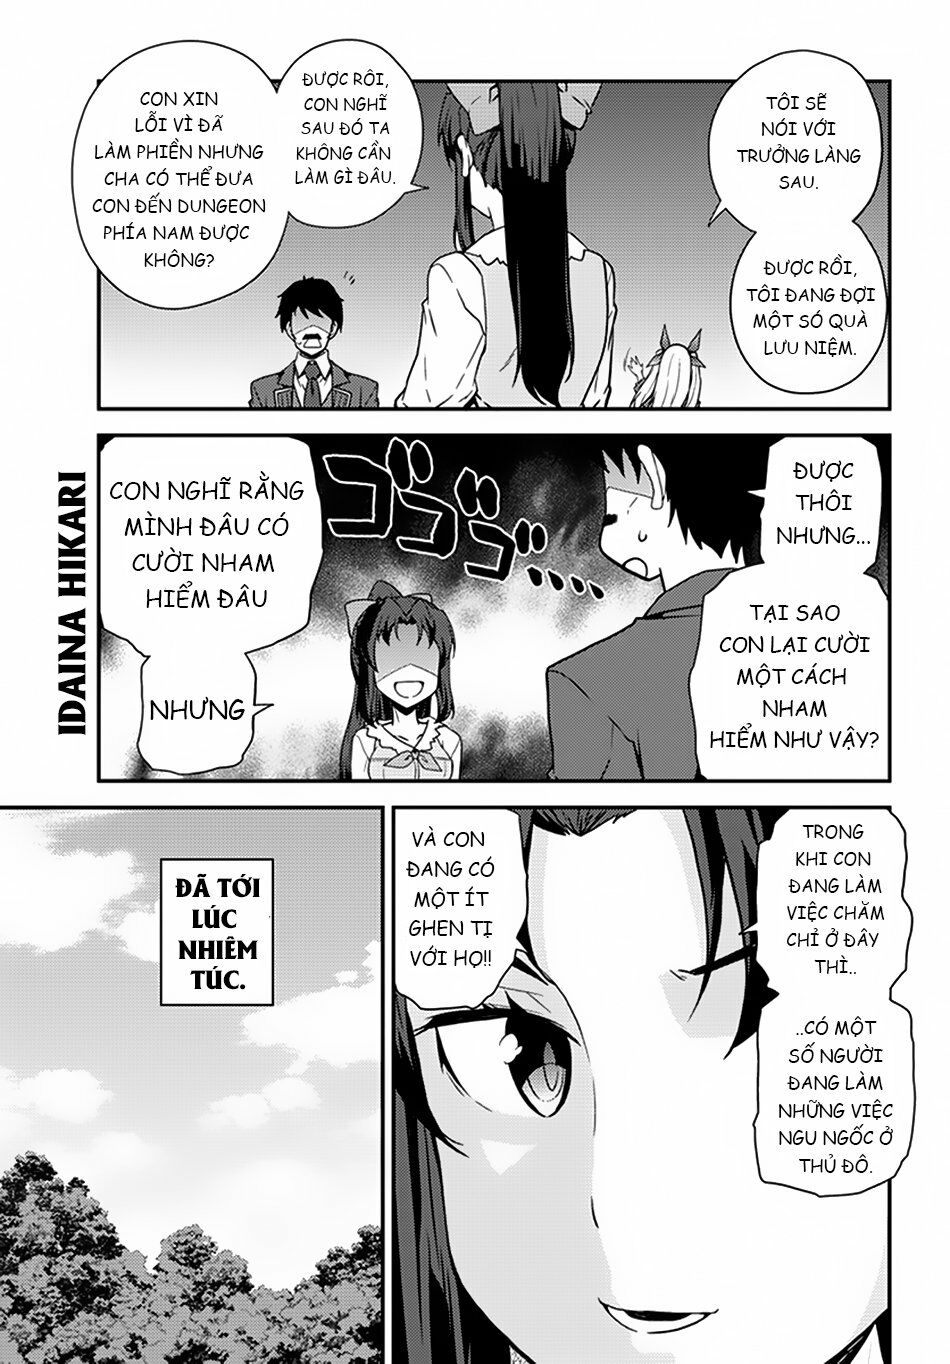 TÔI SẼ
NÓI VỚI
TRƯỞNG LÀNG
SAU.
ĐƯỢC RỒI,
TÔI ĐANG ĐỢI
MỘT SÓ QUÀ
LƯU NIỆM.
ĐƯỢC RÔI,
CON NGHĨ
SAU ĐÓ TA
KHÔNG CẦN
LÀM GÌ ĐÂU.
CON XIN
LỖI VÌ ĐÃ
LÀM PHIỀN NHƯNG
CHA CÓ THỂ ĐƯA
CON ĐẾN DUNGEON
PHÍA NAM ĐƯỢC
KHÔNG?
ĐƯỢC
THÔI
NHƯNG...
TẠI SAO
CON LẠI CƯỜI
MỘT CÁCH
NHAM
HIỂM NHƯ VẬY?
ゴゴゴ....
CON NGHĨ RẰNG
MÌNH ĐÂU CÓ
CƯỜI NHAM
HIỂM ĐÂU
NHƯNG
IDAINA HIKARI
TRONG
KHI CON
ĐANG LÀM
VIỆC CHĂM
CHỈ Ở ĐÂY
THÌ..
..CÓ MỘT
SỐ NGƯỜI
ĐANG LÀM
NHỮNG VIỆC
NGU NGỐC Ở
THỦ ĐÔ.
VÀ CON
ĐANG CÓ
MỘT ÍT
GHEN TỊ
VỚI HỌ!!
ĐÃ TỚI
LÚC
NHIÊM
TÚC.